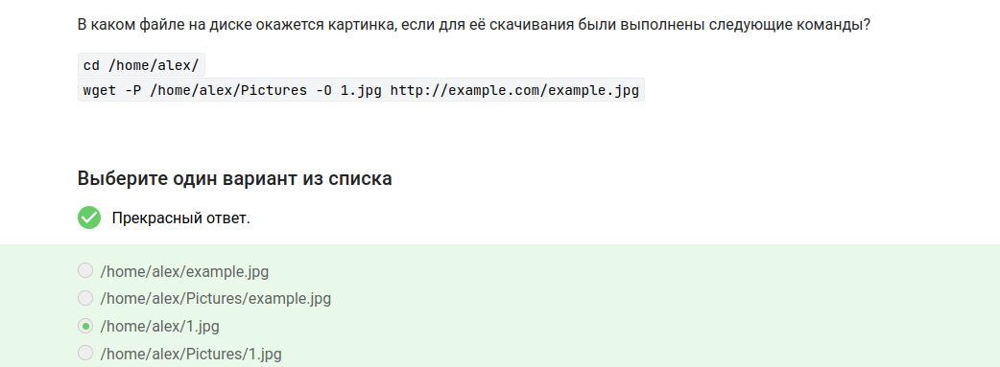 В каком файле на диске окажется картинка, если для её скачивания были выполнены следующие команды?
cd /home/alex/
wget -P /home/alex/Pictures -O 1.jpg http://example.com/example.jpg
Выберите один вариант из списка
Прекрасный ответ.
/home/alex/example.jpg
/home/alex/Pictures/example.jpg
/home/alex/1.jpg
/home/alex/Pictures/1.jpg